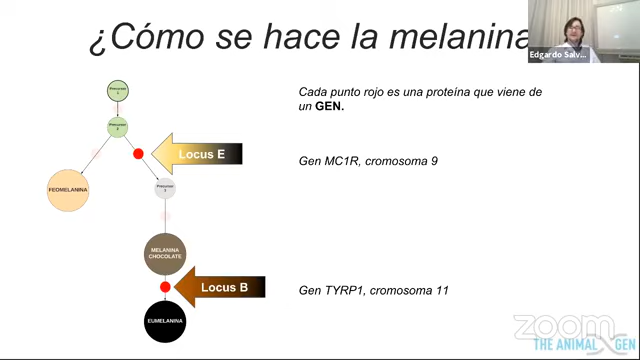 ¿Cómo se hace la melanina
Edgardo Salv...
Precursor
1
Precursor
2
Cada punto rojo es una proteína que viene de
un GEN.
Locus E
Gen MC1R, cromosoma 9
FEOMELANINA
Precursor
3
MELANINA
CHOCOLATE
Locus B
Gen TYRP1, cromosoma 11
EUMELANINA
zoom
THE ANIMAL GEN